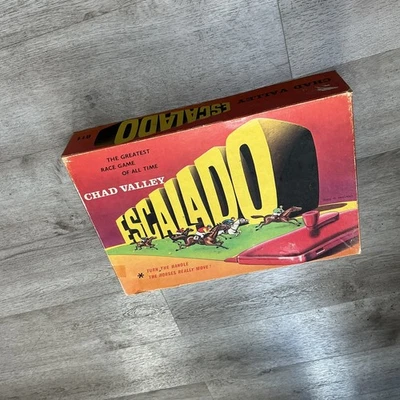 CHAD VALLEY ESCALADO
THE GREATEST
RACE GAME
OF ALL TIME
CHAD VALLEY
ESCALADO
* TURN THE HANDLE
THE HORSES REALLY MOVE!